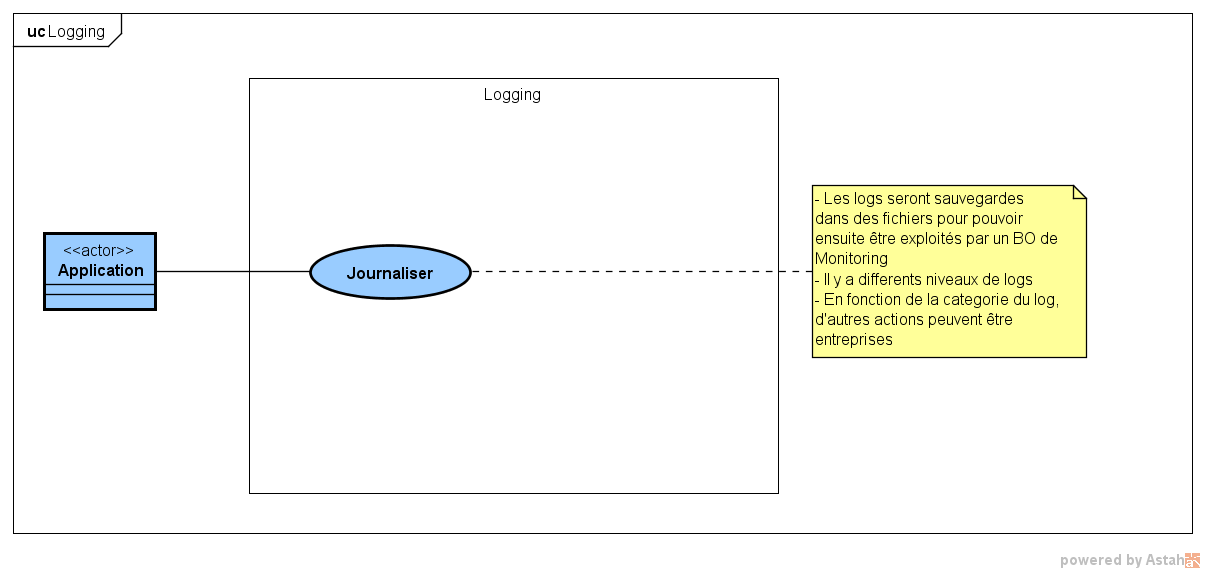 uc Logging
Logging
<<actor>>
Application
Journaliser
- Les logs seront sauvegardes
dans des fichiers pour pouvoir
ensuite être exploités par un BO de
Monitoring
- Il y a differents niveaux de logs
- En fonction de la categorie du log,
d'autres actions peuvent être
entreprises
powered by Astah